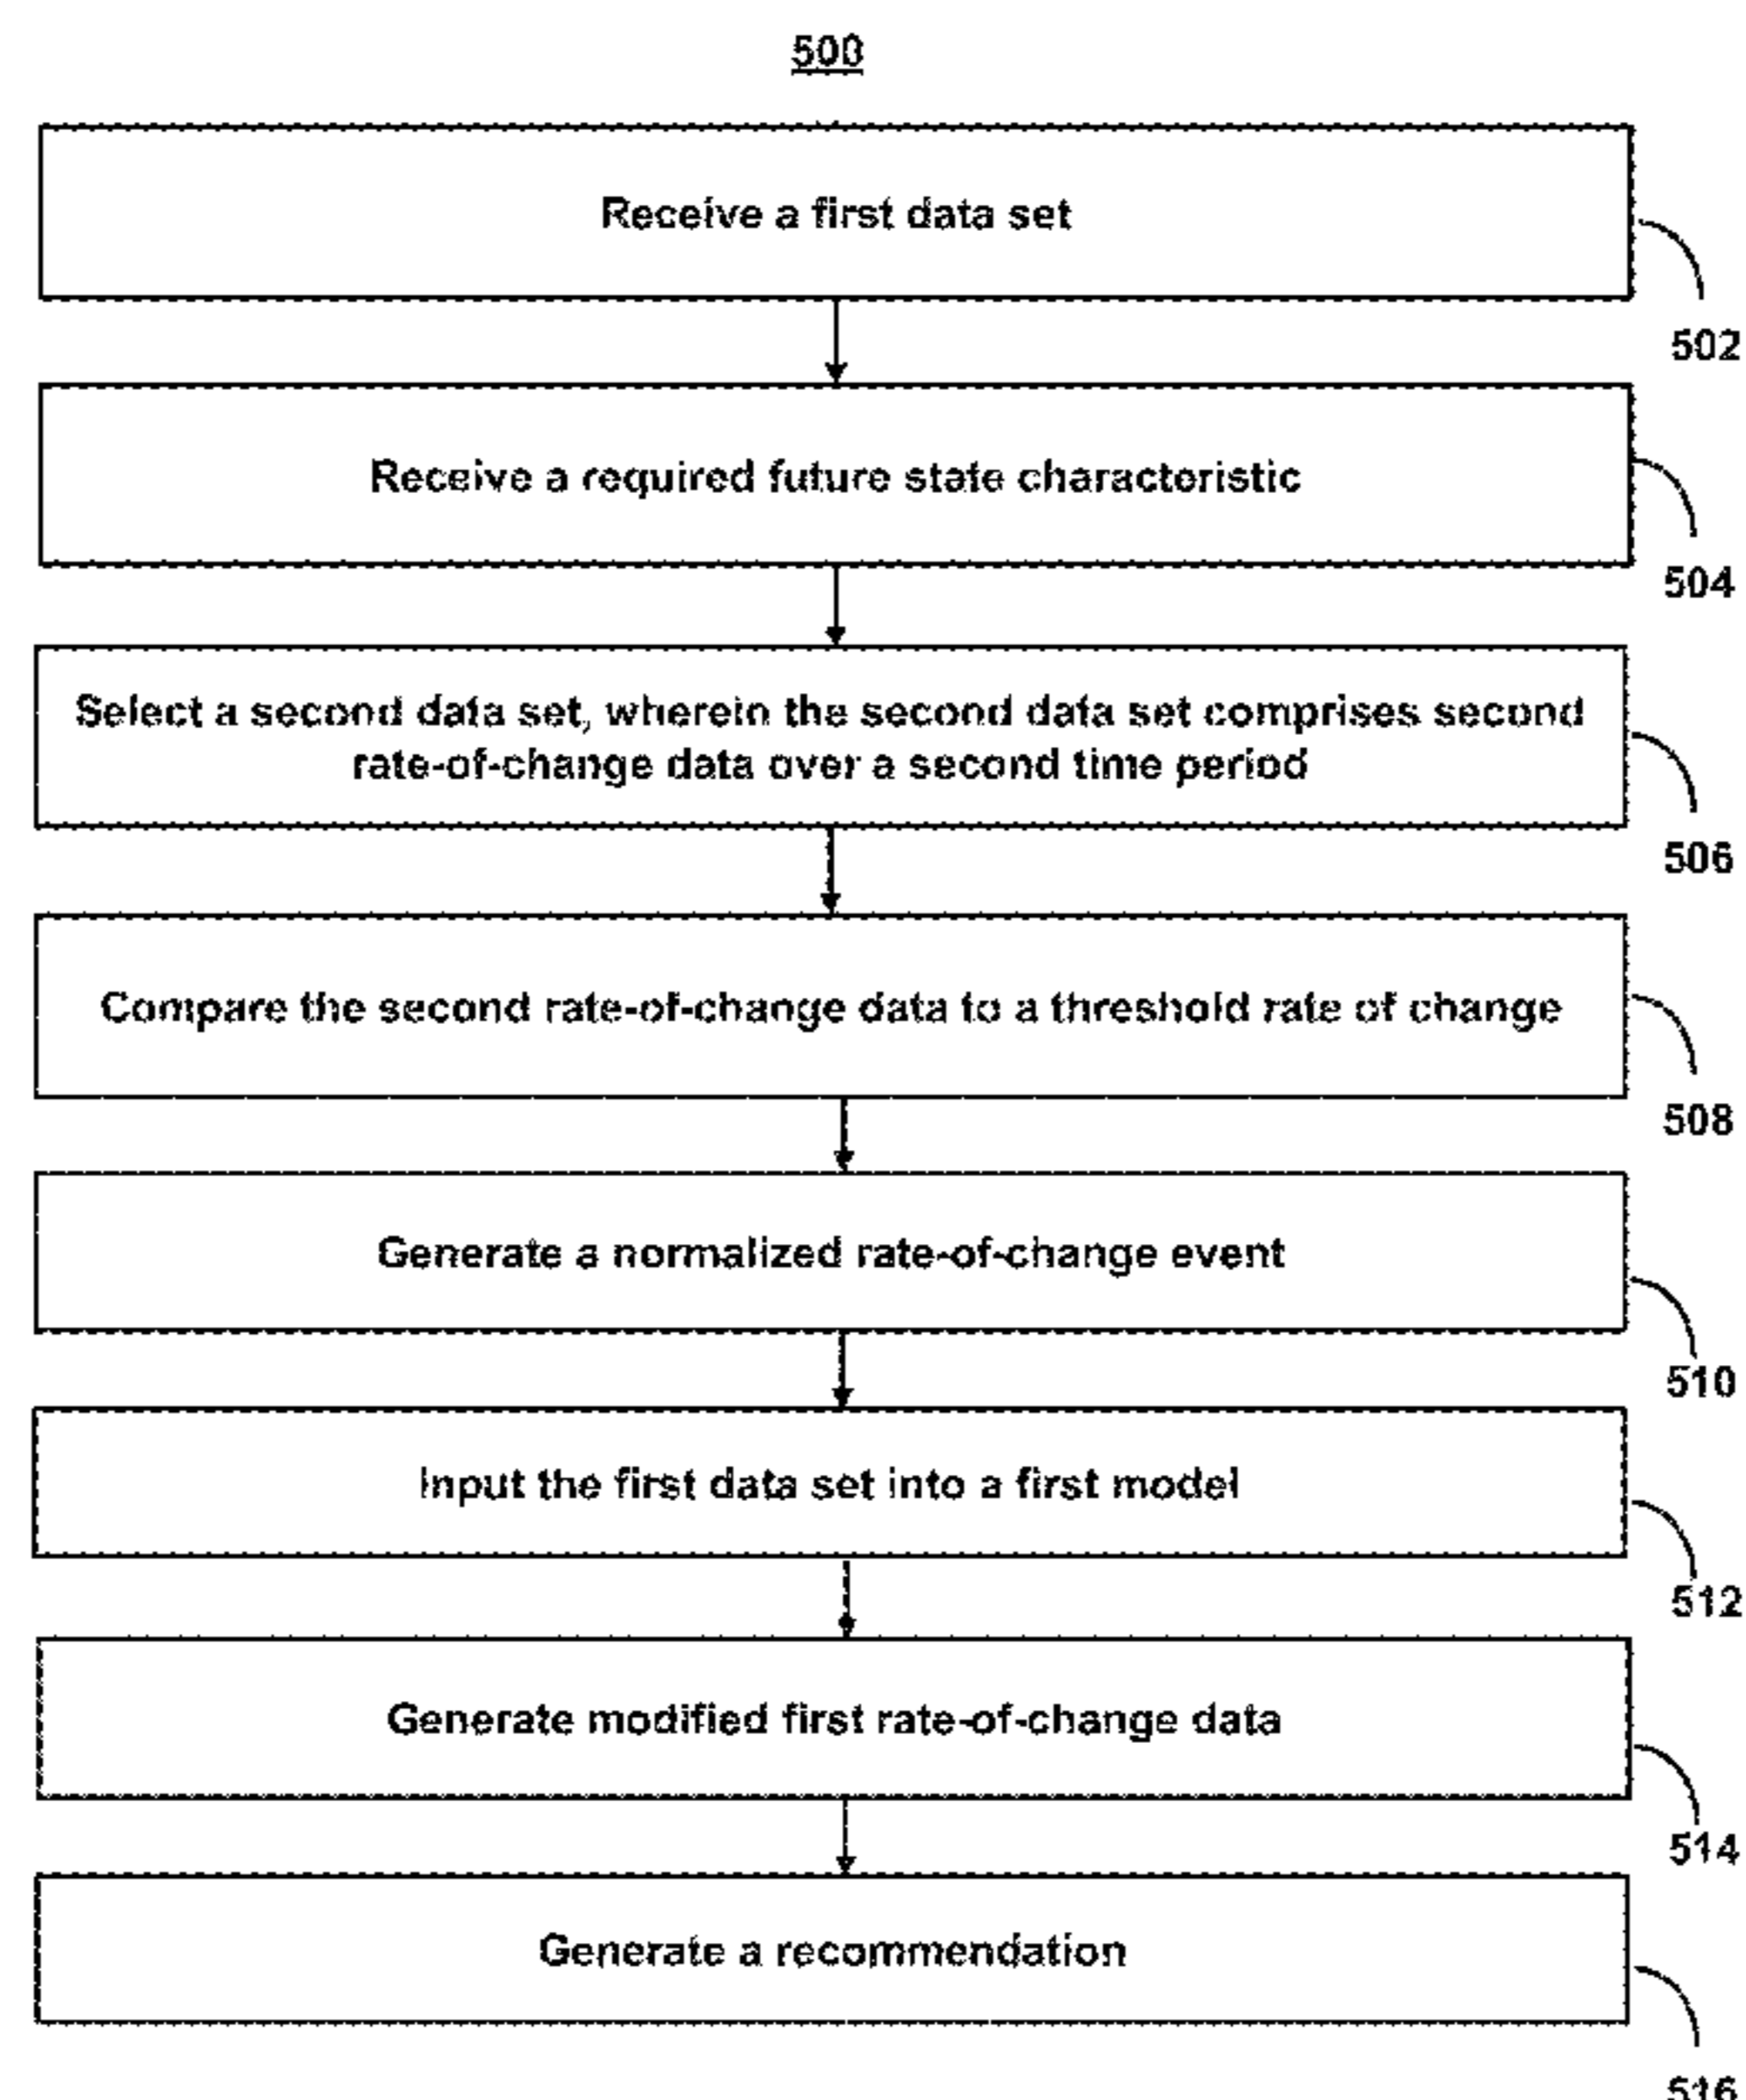 500
Receive a first data set
502
Receive a required future state characteristic
504
Select a second data set, wherein the second data set comprises second
rate-of-change data over a second time period
506
Compare the second rate-of-change data to a threshold rate of change
508
Generate a normalized rate-of-change event
510
Input the first data set into a first model
512
Generate modified first rate-of-change data
514
Generate a recommendation
516